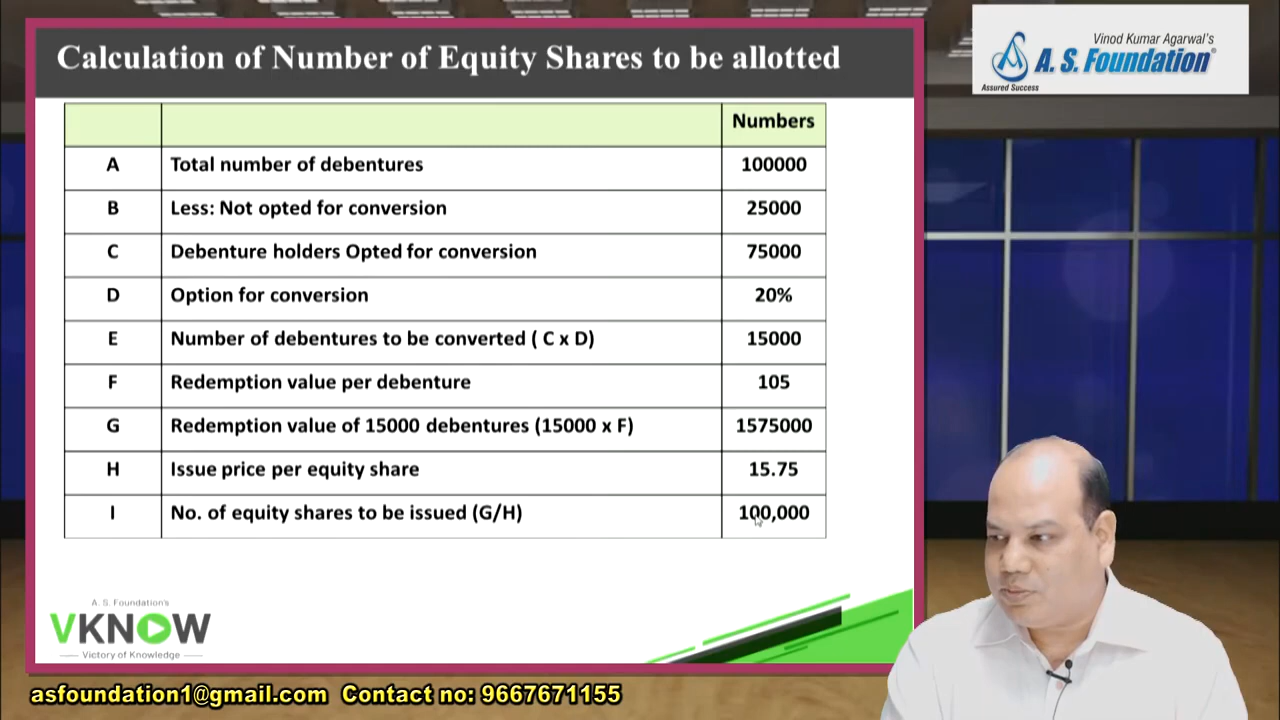 Calculation of Number of Equity Shares to be allotted
Vinod Kumar Agarwal's
A. S. Foundation®
Assured Success
Numbers
A Total number of debentures 100000
B Less: Not opted for conversion 25000
C Debenture holders Opted for conversion 75000
D Option for conversion 20%
E Number of debentures to be converted ( C x D) 15000
F Redemption value per debenture 105
G Redemption value of 15000 debentures (15000 x F) 1575000
H Issue price per equity share 15.75
I No. of equity shares to be issued (G/H) 100,000
A. S. Foundation's
VKNOW
Victory of Knowledge
asfoundation1@gmail.com Contact no: 9667671155